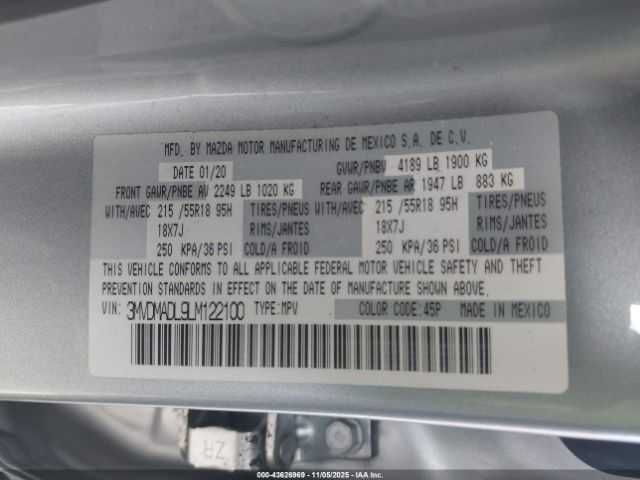 MFD. BY MAZDA MOTOR MANUFACTURING DE MEXICO S.A. DE C.V.
DATE 01/20 GVWR/PNBV 4189 LB 1900 KG
FRONT GAWR/PNBE AV 2249 LB 1020 KG REAR GAWR/PNBE AR 1947 LB 883 KG
WITH/AVEC 215 /55R18 95H TIRES/PNEUS WITH/AVEC 215 /55R18 95H TIRES/PNEUS
18X7J RIMS/JANTES 18X7J RIMS/JANTES
250 KPA/36 PSI COLD/A FROID 250 KPA/36 PSI COLD/A FROID
THIS VEHICLE CONFORMS TO ALL APPLICABLE FEDERAL MOTOR VEHICLE SAFETY AND THEFT
PREVENTION STANDARDS IN EFFECT ON THE DATE OF MANUFACTURE SHOWN ABOVE.
VIN: 3MVDMADL9LM122100 TYPE:MPV COLOR CODE:45P MADE IN MEXICO
ZR
000-43626969 - 11/05/2025 - IAA Inc.